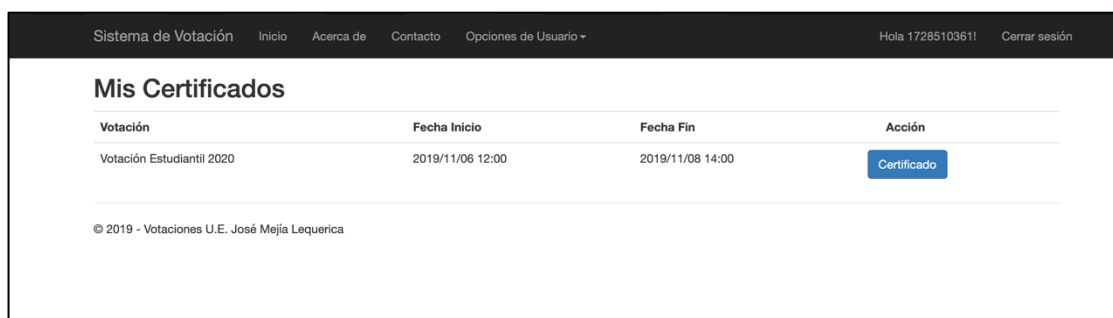 Sistema de Votación Inicio Acerca de Contacto Opciones de Usuario Hola 1728510361! Cerrar sesión
Mis Certificados
Votación Fecha Inicio Fecha Fin Acción
Votación Estudiantil 2020 2019/11/06 12:00 2019/11/08 14:00 Certificado
© 2019 - Votaciones U.E. José Mejía Lequerica